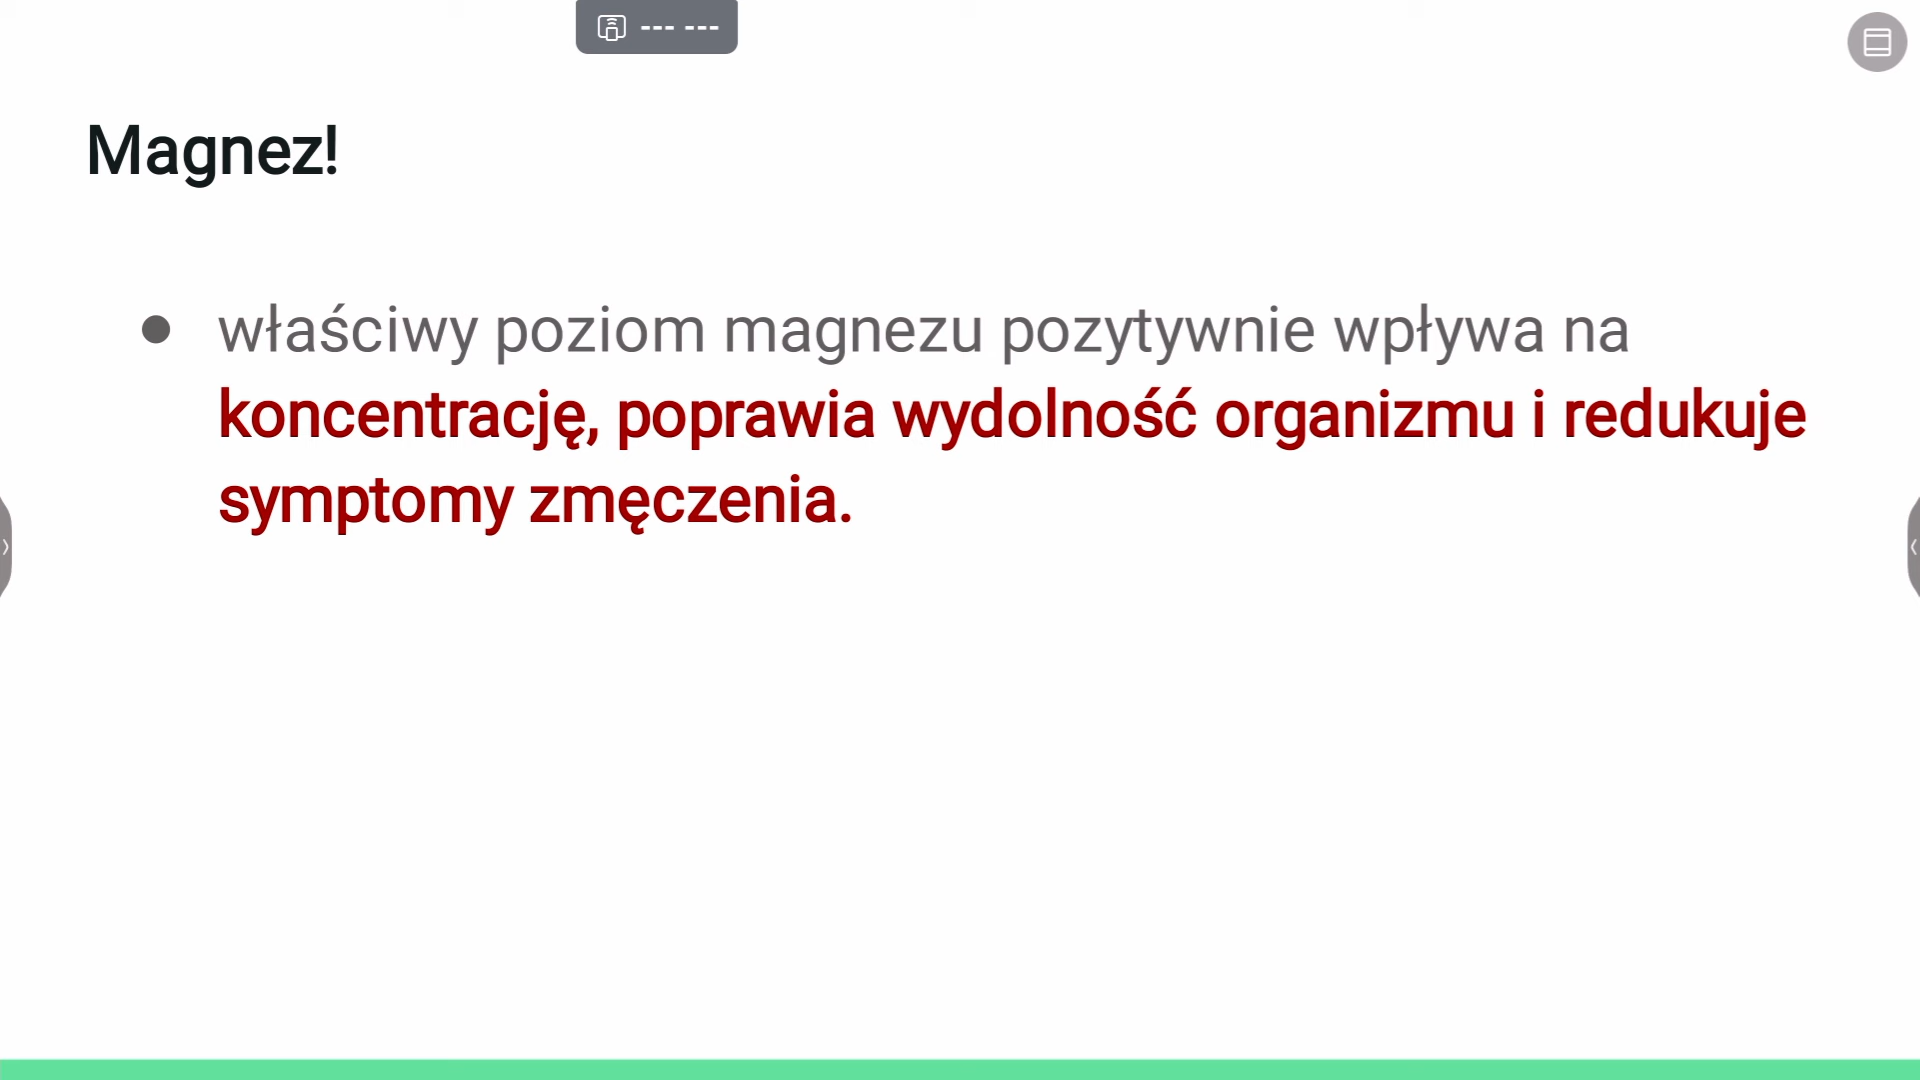 --- ---
Magnez!
● właściwy poziom magnezu pozytywnie wpływa na
koncentrację, poprawia wydolność organizmu i redukuje
symptomy zmęczenia.